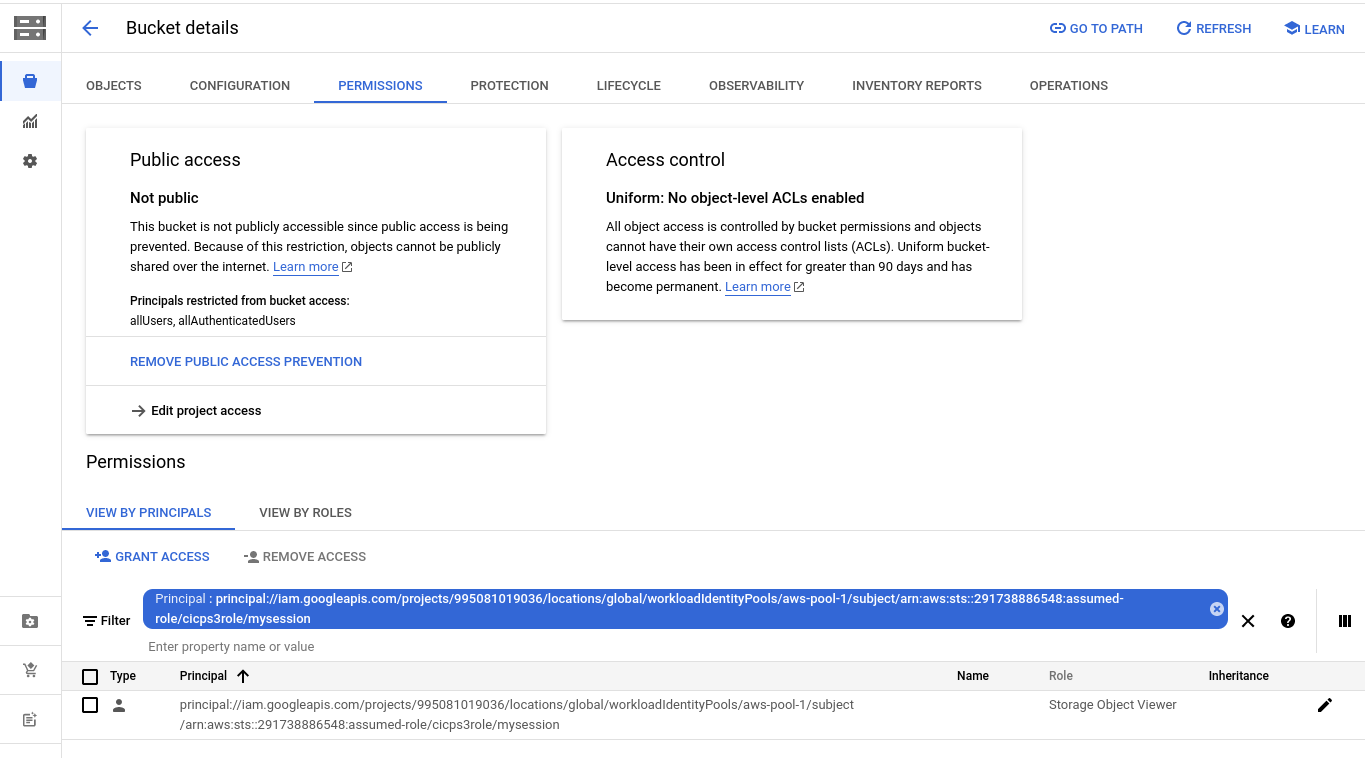 Bucket details
GO TO PATH
REFRESH
LEARN
OBJECTS
CONFIGURATION
PERMISSIONS
PROTECTION
LIFECYCLE
OBSERVABILITY
INVENTORY REPORTS
OPERATIONS
Public access
Not public
This bucket is not publicly accessible since public access is being
prevented. Because of this restriction, objects cannot be publicly
shared over the internet. Learn more
Principals restricted from bucket access:
allUsers, allAuthenticatedUsers
REMOVE PUBLIC ACCESS PREVENTION
Edit project access
Access control
Uniform: No object-level ACLs enabled
All object access is controlled by bucket permissions and objects
cannot have their own access control lists (ACLs). Uniform bucket-
level access has been in effect for greater than 90 days and has
become permanent. Learn more
Permissions
VIEW BY PRINCIPALS
VIEW BY ROLES
GRANT ACCESS
REMOVE ACCESS
Filter
Principal : principal://iam.googleapis.com/projects/995081019036/locations/global/workloadIdentityPools/aws-pool-1/subject/arn:aws:sts::291738886548:assumed-
role/cicps3role/mysession
Enter property name or value
Type
Principal
Name
Role
Inheritance
principal://iam.googleapis.com/projects/995081019036/locations/global/workloadIdentityPools/aws-pool-1/subject
/arn:aws:sts::291738886548:assumed-role/cicps3role/mysession
Storage Object Viewer